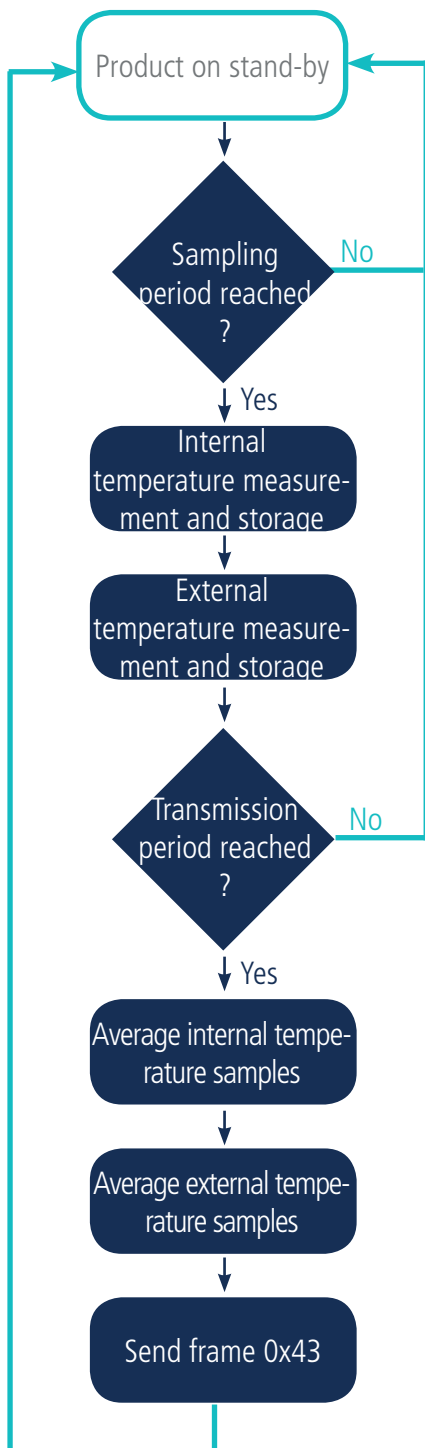 Product on stand-by
Sampling
period reached
?
No
Yes
Internal
temperature measure-
ment and storage
External
temperature measure-
ment and storage
Transmission
period reached
?
No
Yes
Average internal tempe-
rature samples
Average external tempe-
rature samples
Send frame 0x43